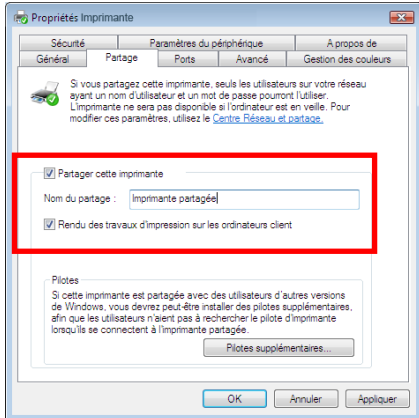 Propriétés Imprimante
Sécurité Paramètres du périphérique A propos de
Général Partage Ports Avancé Gestion des couleurs
Si vous partagez cette imprimante, seuls les utilisateurs sur votre réseau
ayant un nom d'utilisateur et un mot de passe pourront l'utiliser.
L'imprimante ne sera pas disponible si l'ordinateur est en veille. Pour
modifier ces paramètres, utilisez le Centre Réseau et partage.
Partager cette imprimante
Nom du partage : Imprimante partagée
Rendu des travaux d'impression sur les ordinateurs client
Pilotes
Si cette imprimante est partagée avec des utilisateurs d'autres versions
de Windows, vous devrez peut-être installer des pilotes supplémentaires,
afin que les utilisateurs n'aient pas à rechercher le pilote d'imprimante
lorsqu'ils se connectent à l'imprimante partagée.
Pilotes supplémentaires...
OK Annuler Appliquer